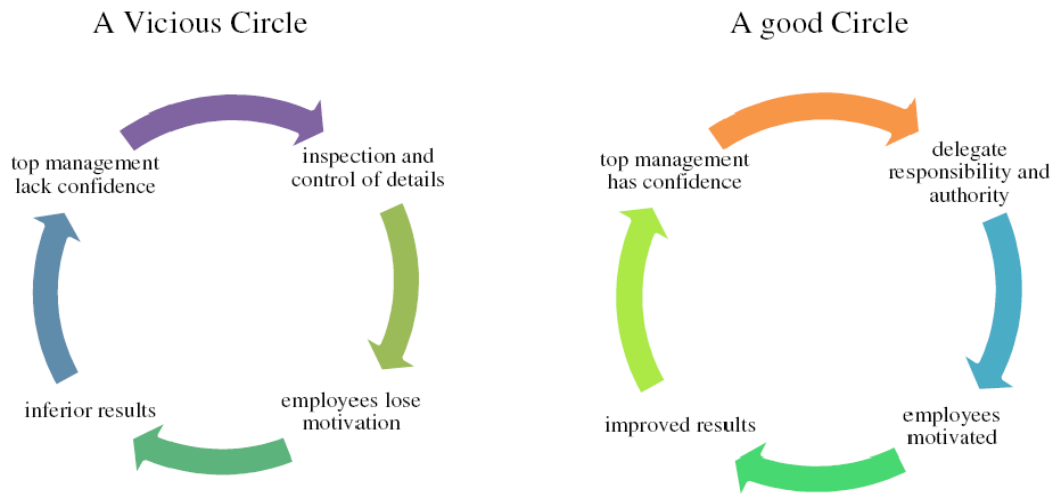 A Vicious Circle
top management
lack confidence
inspection and
control of details
employees lose
motivation
inferior results
A good Circle
top management
has confidence
delegate
responsibility and
authority
employees
motivated
improved results